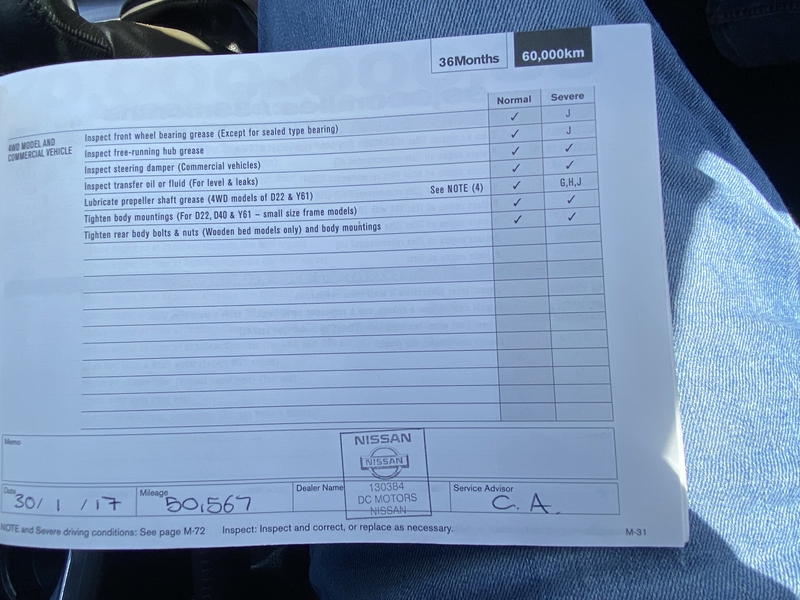 36Months 60,000km
Normal Severe
4WD MODEL AND
COMMERCIAL VEHICLE
Inspect front wheel bearing grease (Except for sealed type bearing) ✓ J
Inspect free-running hub grease ✓ J
Inspect steering damper (Commercial vehicles) ✓ ✓
Inspect transfer oil or fluid (For level & leaks) ✓ ✓
Lubricate propeller shaft grease (4WD models of D22 & Y61) See NOTE (4) ✓ G,H,J
Tighten body mountings (For D22, D40 & Y61 – small size frame models) ✓ ✓
Tighten rear body bolts & nuts (Wooden bed models only) and body mountings ✓ ✓
Memo
NISSAN
NISSAN
130384
DC MOTORS
NISSAN
Date 30/1/17 Mileage 50,567 Dealer Name Service Advisor C.A.
NOTE and Severe driving conditions: See page M-72 Inspect: Inspect and correct, or replace as necessary. M-31